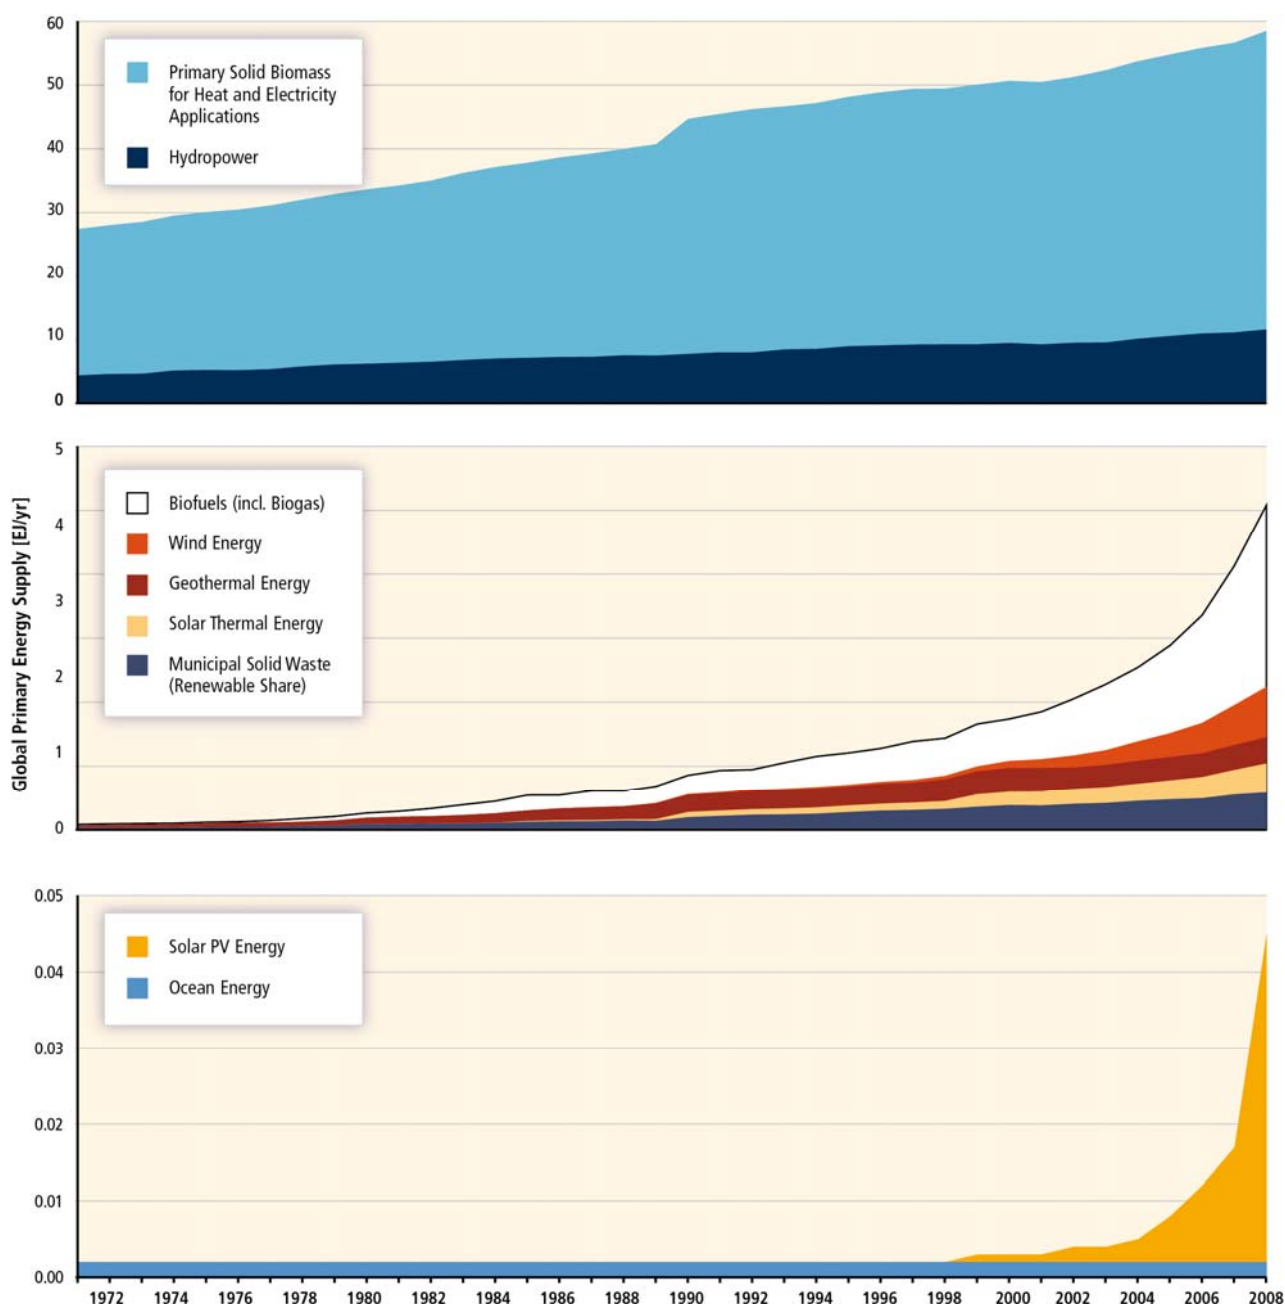 60
50
40
30
20
10
0
Primary Solid Biomass
for Heat and Electricity
Applications
Hydropower
Global Primary Energy Supply [EJ/yr]
5
4
3
2
1
0
Biofuels (incl. Biogas)
Wind Energy
Geothermal Energy
Solar Thermal Energy
Municipal Solid Waste
(Renewable Share)
0.05
0.04
0.03
0.02
0.01
0.00
Solar PV Energy
Ocean Energy
1972 1974 1976 1978 1980 1982 1984 1986 1988 1990 1992 1994 1996 1998 2000 2002 2004 2006 2008